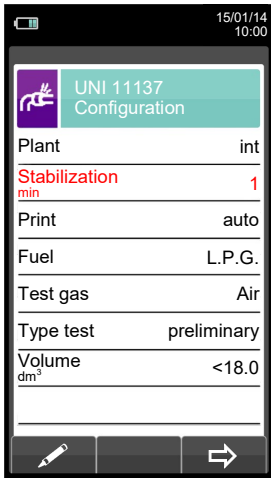 15/01/14
10:00
UNI 11137
Configuration
Plant int
Stabilization 1
min
Print auto
Fuel L.P.G.
Test gas Air
Type test preliminary
Volume <18.0
dm³